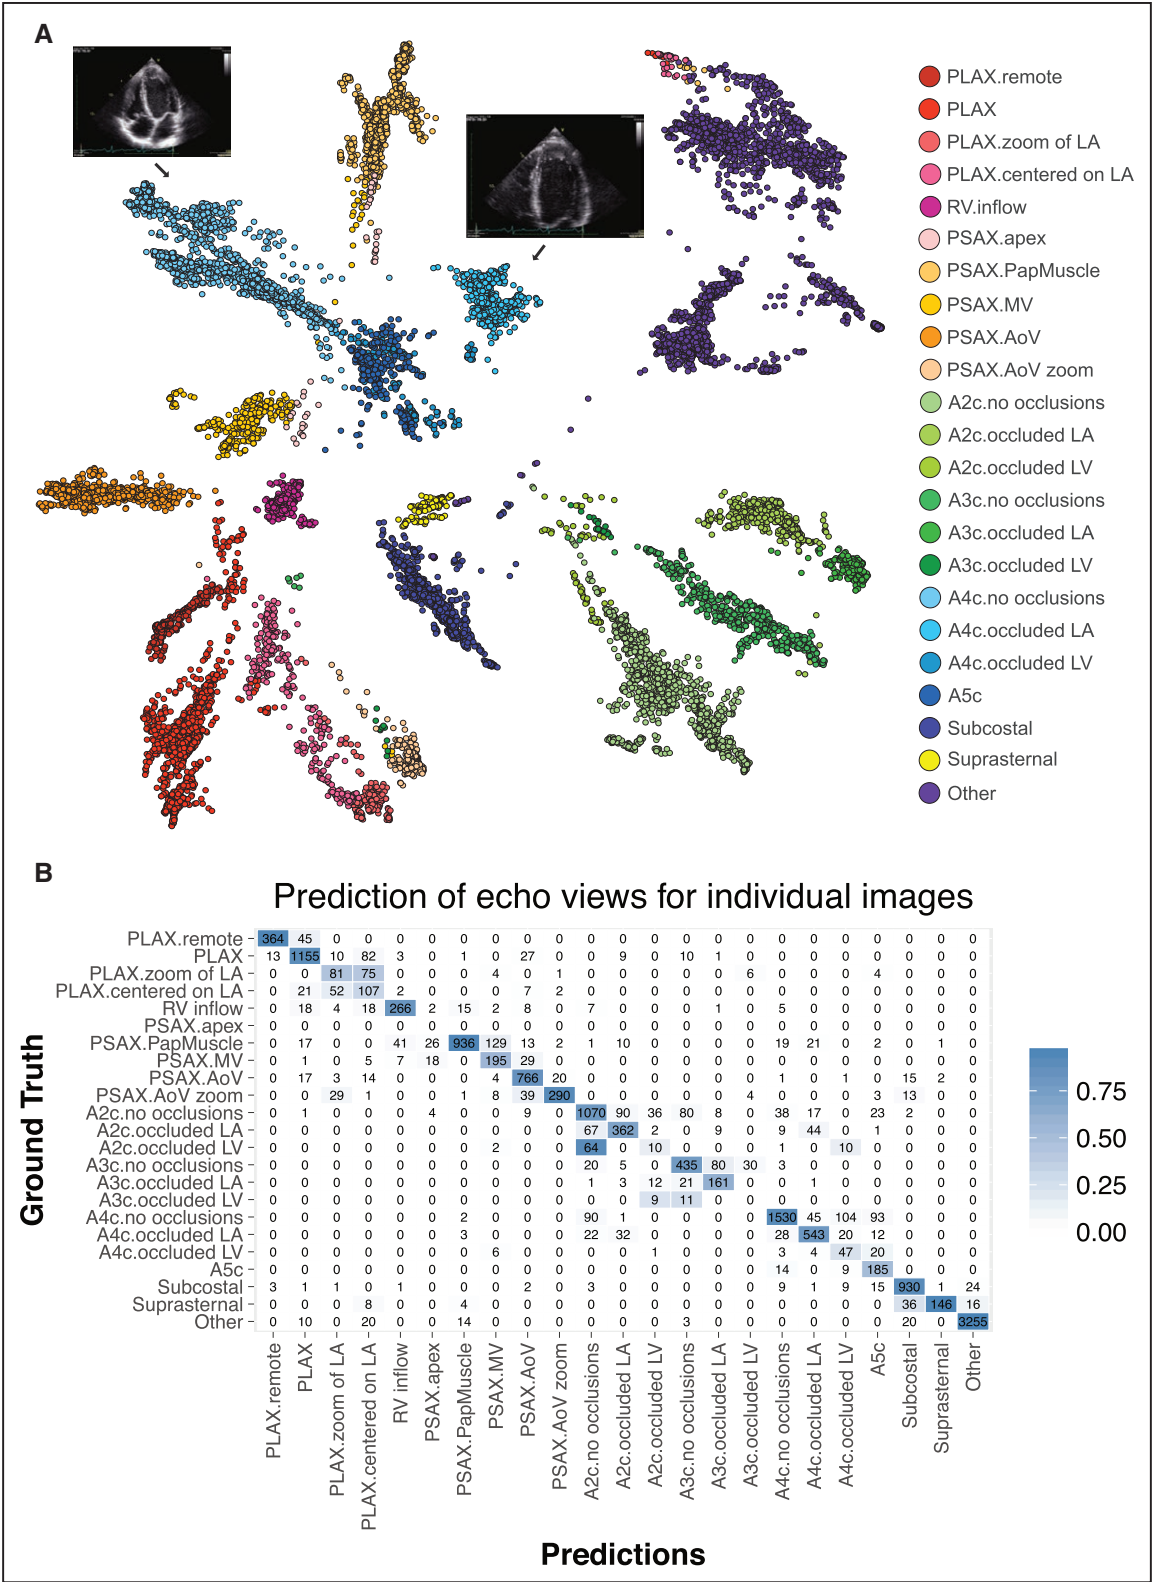 A
PLAX.remote
PLAX
PLAX.zoom of LA
PLAX.centered on LA
RV.inflow
PSAX.apex
PSAX.PapMuscle
PSAX.MV
PSAX.AoV
PSAX.AoV zoom
A2c.no occlusions
A2c.occluded LA
A2c.occluded LV
A3c.no occlusions
A3c.occluded LA
A3c.occluded LV
A4c.no occlusions
A4c.occluded LA
A4c.occluded LV
A5c
Subcostal
Suprasternal
Other
B
Prediction of echo views for individual images
Ground Truth
PLAX.remote 364 45 0 0 0 0 0 0 0 0 0 0 0 0 0 0 0 0 0 0 0 0 0
PLAX 13 1155 10 82 3 0 1 0 27 0 0 9 0 10 1 0 0 0 0 0 0 0 0
PLAX.zoom of LA 0 0 81 75 0 0 0 4 0 1 0 0 0 0 0 6 0 0 0 4 0 0 0
PLAX.centered on LA 0 21 52 107 2 0 0 0 7 2 0 0 0 0 0 0 0 0 0 0 0 0 0
RV inflow 0 18 4 18 266 2 15 2 8 0 7 0 0 0 1 0 5 0 0 0 0 0 0
PSAX.apex 0 0 0 0 0 0 0 0 0 0 0 0 0 0 0 0 0 0 0 0 0 0 0
PSAX.PapMuscle 0 17 0 0 41 26 936 129 13 2 1 10 0 0 0 0 19 21 0 2 0 1 0
PSAX.MV 0 1 0 5 7 18 0 195 29 0 0 0 0 0 0 0 0 0 0 0 0 0 0
PSAX.AoV 0 17 3 14 0 0 0 4 766 20 0 0 0 0 0 0 1 0 1 0 15 2 0
PSAX.AoV zoom 0 0 29 1 0 0 1 8 39 290 0 0 0 0 0 4 0 0 0 3 13 0 0
A2c.no occlusions 0 1 0 0 0 4 0 0 9 0 1070 90 36 80 8 0 38 17 0 23 2 0 0
A2c.occluded LA 0 0 0 0 0 0 0 0 0 0 67 362 2 0 9 0 9 44 0 1 0 0 0
A2c.occluded LV 0 0 0 0 0 0 0 2 0 0 64 0 10 0 0 0 1 0 10 0 0 0 0
A3c.no occlusions 0 0 0 0 0 0 0 0 0 0 20 5 0 435 80 30 3 0 0 0 0 0 0
A3c.occluded LA 0 0 0 0 0 0 0 0 0 0 1 3 12 21 161 0 0 1 0 0 0 0 0
A3c.occluded LV 0 0 0 0 0 0 0 0 0 0 0 0 9 11 0 0 0 0 0 0 0 0 0
A4c.no occlusions 0 0 0 0 0 0 2 0 0 0 90 1 0 0 0 0 1530 45 104 93 0 0 0
A4c.occluded LA 0 0 0 0 0 0 3 0 0 0 22 32 0 0 0 0 28 543 20 12 0 0 0
A4c.occluded LV 0 0 0 0 0 0 0 6 0 0 0 0 1 0 0 0 3 4 47 20 0 0 0
A5c 0 0 0 0 0 0 0 0 0 0 0 0 0 0 0 0 14 0 9 185 0 0 0
Subcostal 3 1 1 0 1 0 0 0 2 0 3 0 0 0 0 0 9 1 9 15 930 1 24
Suprasternal 0 0 0 8 0 0 4 0 0 0 0 0 0 0 0 0 0 0 0 0 36 146 16
Other 0 10 0 20 0 0 14 0 0 0 0 0 0 3 0 0 0 0 0 0 20 0 3255
0.75
0.50
0.25
0.00
PLAX.remote
PLAX
PLAX.zoom of LA
PLAX.centered on LA
RV inflow
PSAX.apex
PSAX.PapMuscle
PSAX.MV
PSAX.AoV
PSAX.AoV zoom
A2c.no occlusions
A2c.occluded LA
A2c.occluded LV
A3c.no occlusions
A3c.occluded LA
A3c.occluded LV
A4c.no occlusions
A4c.occluded LA
A4c.occluded LV
A5c
Subcostal
Suprasternal
Other
Predictions